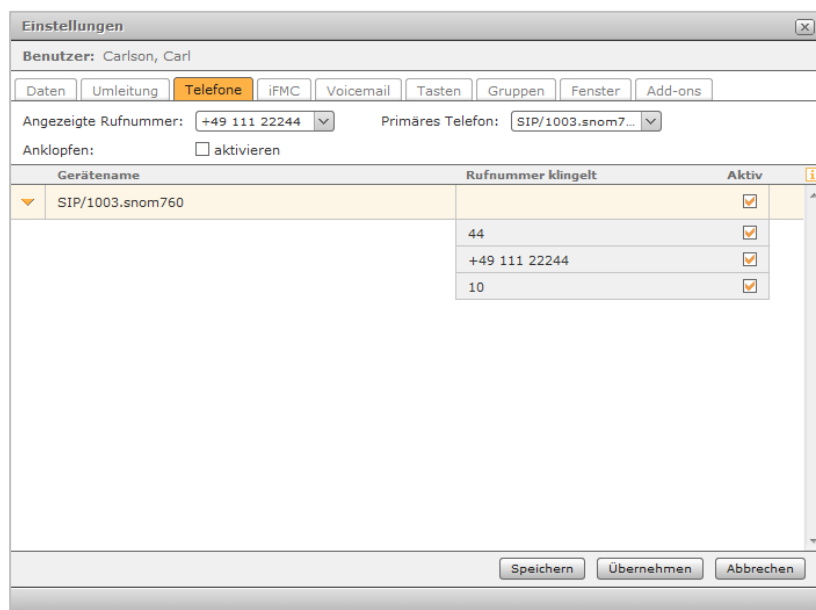 Einstellungen
Benutzer: Carlson, Carl
Daten Umleitung Telefone iFMC Voicemail Tasten Gruppen Fenster Add-ons
Angezeigte Rufnummer: +49 111 22244 Primäres Telefon: SIP/1003.snom7...
Anklopfen: aktivieren
Gerätename Rufnummer klingelt Aktiv
SIP/1003.snom760
44
+49 111 22244
10
Speichern Übernehmen Abbrechen